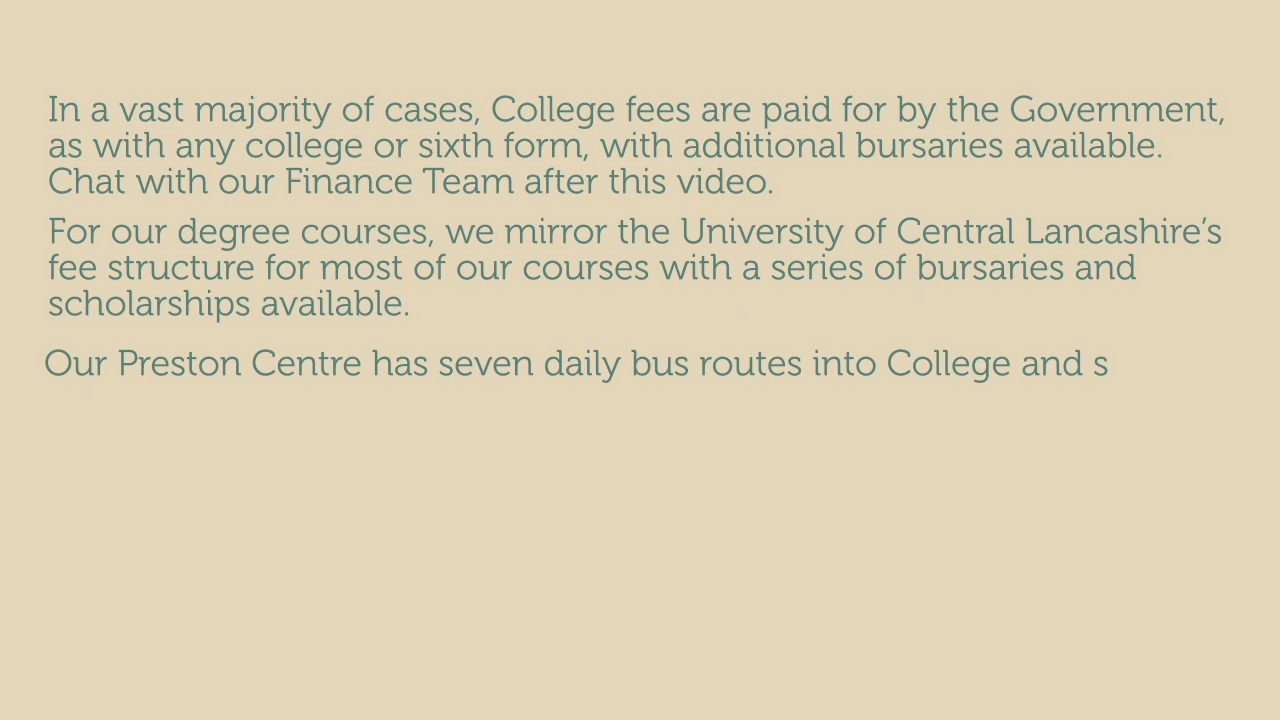 In a vast majority of cases, College fees are paid for by the Government,
as with any college or sixth form, with additional bursaries available.
Chat with our Finance Team after this video.
For our degree courses, we mirror the University of Central Lancashire’s
fee structure for most of our courses with a series of bursaries and
scholarships available.
Our Preston Centre has seven daily bus routes into College and s